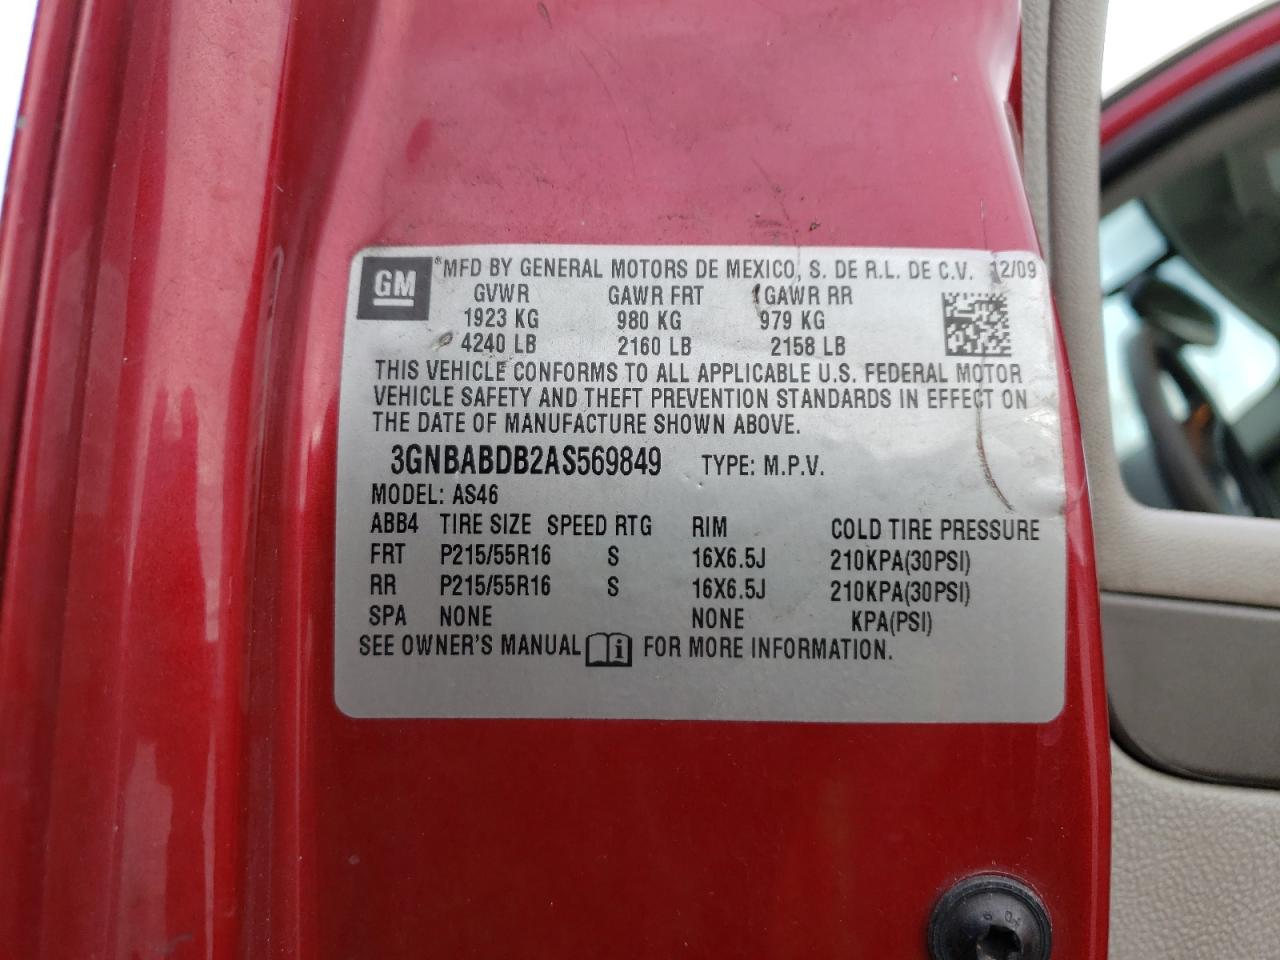 GM ® MFD BY GENERAL MOTORS DE MEXICO, S. DE R.L. DE C.V. 12/09
GVWR GAWR FRT GAWR RR
1923 KG 980 KG 979 KG
4240 LB 2160 LB 2158 LB
THIS VEHICLE CONFORMS TO ALL APPLICABLE U.S. FEDERAL MOTOR
VEHICLE SAFETY AND THEFT PREVENTION STANDARDS IN EFFECT ON
THE DATE OF MANUFACTURE SHOWN ABOVE.
3GNBABDB2AS569849 TYPE: M.P.V.
MODEL: AS46
ABB4 TIRE SIZE SPEED RTG RIM COLD TIRE PRESSURE
FRT P215/55R16 S 16X6.5J 210KPA(30PSI)
RR P215/55R16 S 16X6.5J 210KPA(30PSI)
SPA NONE NONE KPA(PSI)
SEE OWNER'S MANUAL i FOR MORE INFORMATION.